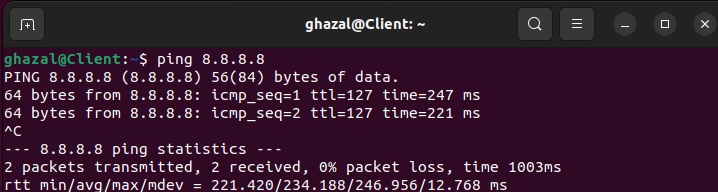 ghazal@Client: ~
ghazal@Client:~$ ping 8.8.8.8
PING 8.8.8.8 (8.8.8.8) 56(84) bytes of data.
64 bytes from 8.8.8.8: icmp_seq=1 ttl=127 time=247 ms
64 bytes from 8.8.8.8: icmp_seq=2 ttl=127 time=221 ms
^C
--- 8.8.8.8 ping statistics ---
2 packets transmitted, 2 received, 0% packet loss, time 1003ms
rtt min/avg/max/mdev = 221.420/234.188/246.956/12.768 ms